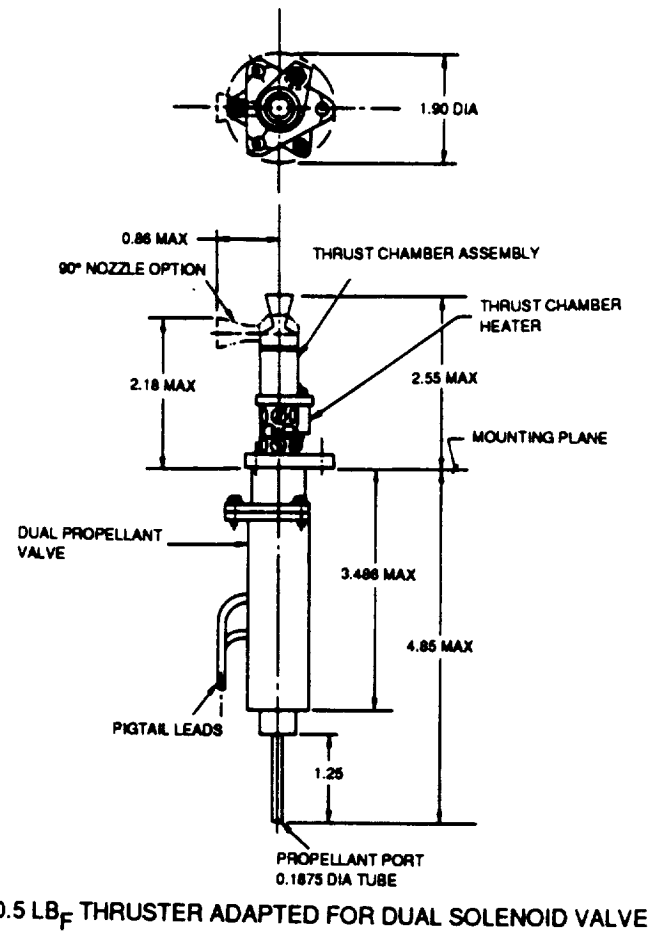 1.90 DIA
0.86 MAX
90° NOZZLE OPTION
THRUST CHAMBER ASSEMBLY
THRUST CHAMBER
HEATER
2.18 MAX
2.55 MAX
MOUNTING PLANE
DUAL PROPELLANT
VALVE
3.486 MAX
4.85 MAX
PIGTAIL LEADS
1.25
PROPELLANT PORT
0.1875 DIA TUBE
0.5 LBF THRUSTER ADAPTED FOR DUAL SOLENOID VALVE